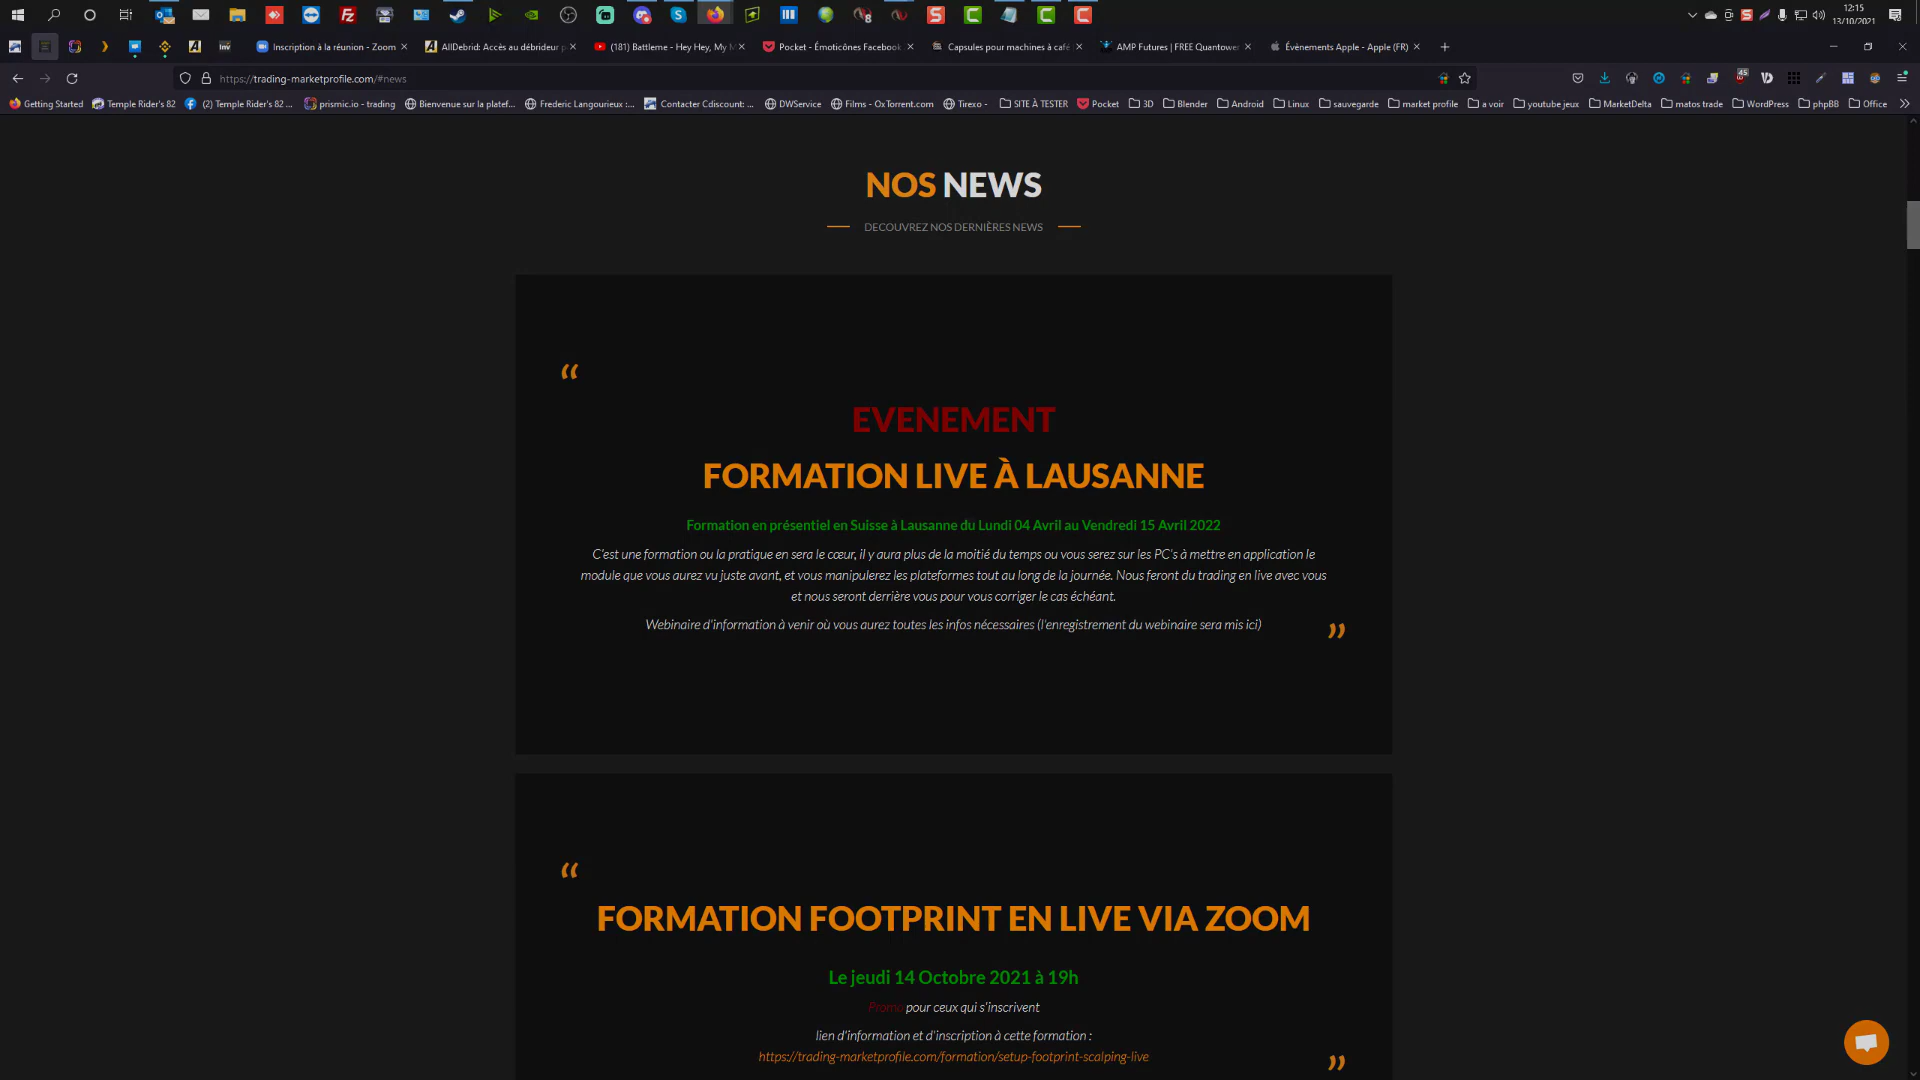 12:15
13/10/2021
Inscription à la réunion - Zoom
AllDebrid: Accès au débrideur p
(181) Battleme - Hey Hey, My M
Pocket - Émoticônes Facebook
Capsules pour machines à café
AMP Futures | FREE Quantower
Évènements Apple - Apple (FR)
https://trading-marketprofile.com/#news
45
Getting Started
Temple Rider's 82
(2) Temple Rider's 82 ...
prismic.io - trading
Bienvenue sur la platef...
Frederic Langourieux :...
Contacter Cdiscount: ...
DWService
Films - OxTorrent.com
Tirexo -
SITE À TESTER
Pocket
3D
Blender
Android
Linux
sauvegarde
market profile
a voir
youtube jeux
MarketDelta
matos trade
WordPress
phpBB
Office
NOS NEWS
DECOUVREZ NOS DERNIÈRES NEWS
“
EVENEMENT
FORMATION LIVE À LAUSANNE
Formation en présentiel en Suisse à Lausanne du Lundi 04 Avril au Vendredi 15 Avril 2022
C'est une formation ou la pratique en sera le cœur, il y aura plus de la moitié du temps ou vous serez sur les PC's à mettre en application le
module que vous aurez vu juste avant, et vous manipulerez les plateformes tout au long de la journée. Nous feront du trading en live avec vous
et nous seront derrière vous pour vous corriger le cas échéant.
Webinaire d'information à venir où vous aurez toutes les infos nécessaires (l'enregistrement du webinaire sera mis ici)
”
“
FORMATION FOOTPRINT EN LIVE VIA ZOOM
Le jeudi 14 Octobre 2021 à 19h
Promo pour ceux qui s'inscrivent
lien d'information et d'inscription à cette formation :
https://trading-marketprofile.com/formation/setup-footprint-scalping-live
”